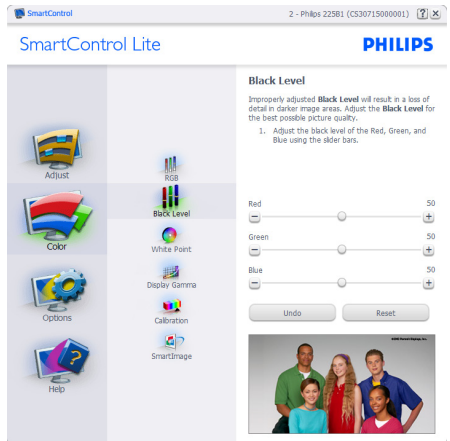 SmartControl
2 - Philips 225B1 (CS30715000001)
?
SmartControl Lite
PHILIPS
Adjust
Color
Options
Help
RGB
Black Level
White Point
Display Gamma
Calibration
SmartImage
Black Level
Improperly adjusted Black Level will result in a loss of
detail in darker image areas. Adjust the Black Level for
the best possible picture quality.
1. Adjust the black level of the Red, Green, and
Blue using the slider bars.
Red 50
Green 50
Blue 50
Undo Reset